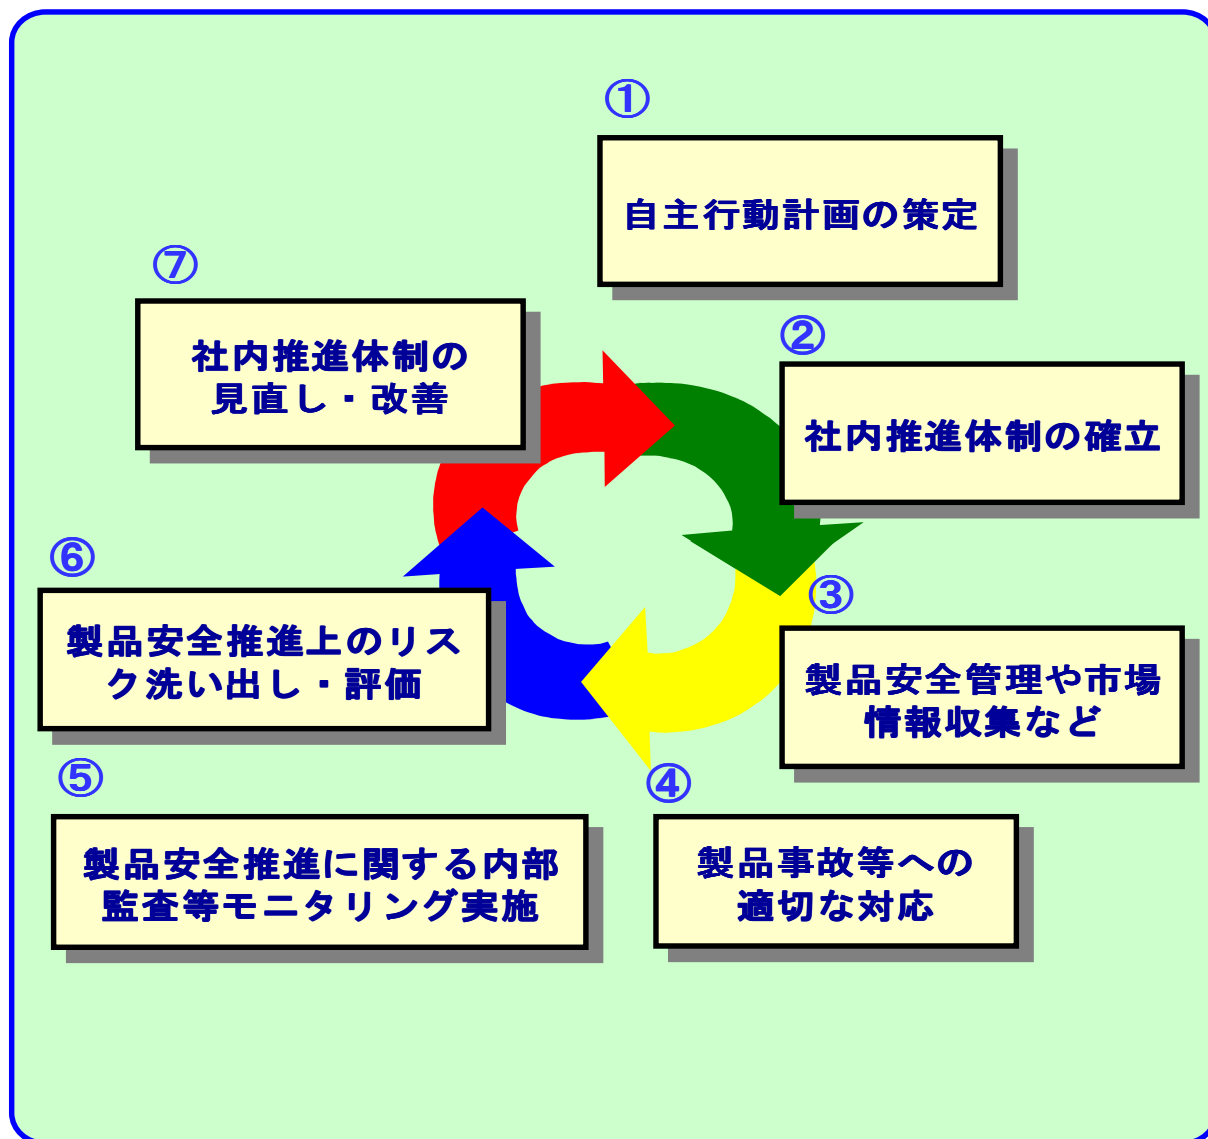 ①
自主行動計画の策定
②
社内推進体制の確立
③
製品安全管理や市場
情報収集など
④
製品事故等への
適切な対応
⑤
製品安全推進に関する内部
監査等モニタリング実施
⑥
製品安全推進上のリス
ク洗い出し・評価
⑦
社内推進体制の
見直し・改善